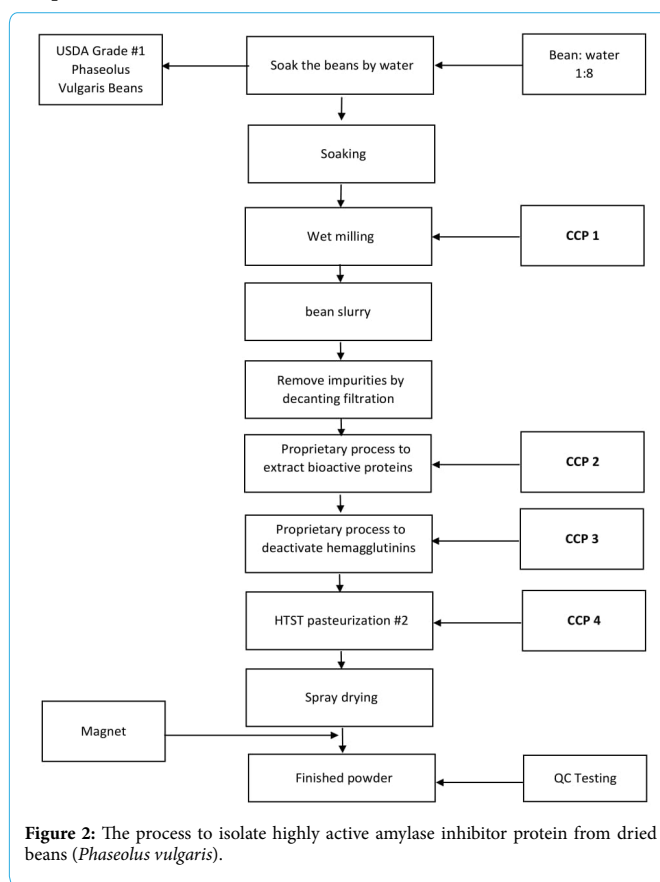 USDA Grade #1
Phaseolus
Vulgaris Beans
Soak the beans by water
Bean: water
1:8
Soaking
Wet milling
CCP 1
bean slurry
Remove impurities by
decanting filtration
Proprietary process to
extract bioactive proteins
CCP 2
Proprietary process to
deactivate hemagglutinins
CCP 3
HTST pasteurization #2
CCP 4
Spray drying
Magnet
Finished powder
QC Testing
Figure 2: The process to isolate highly active amylase inhibitor protein from dried
beans (Phaseolus vulgaris).